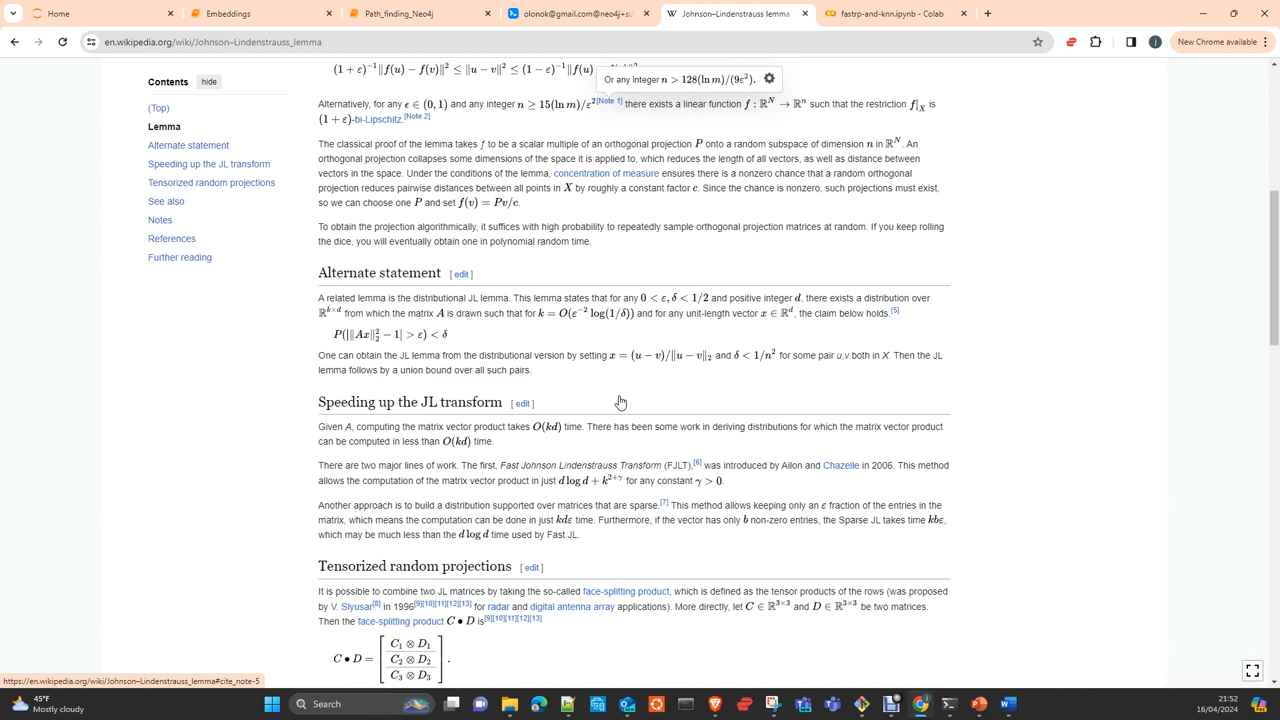 Home
Embeddings
Path_finding_Neo4j
olonok@gmail.com@neo4j+s:/
Johnson–Lindenstrauss lemma
fastrp-and-knn.ipynb - Colab
en.wikipedia.org/wiki/Johnson–Lindenstrauss_lemma
New Chrome available
Contents hide
(Top)
Lemma
Alternate statement
Speeding up the JL transform
Tensorized random projections
See also
Notes
References
Further reading
(1 + ε)⁻¹‖f(u) − f(v)‖² ≤ ‖u − v‖² ≤ (1 − ε)⁻¹‖f(u) − f(v)‖²
Or any integer n > 128(ln m)/(9ε²).
Alternatively, for any ϵ ∈ (0, 1) and any integer n ≥ 15(ln m)/ε²[Note 1] there exists a linear function f : ℝᴺ → ℝⁿ such that the restriction f|X is
(1 + ε)-bi-Lipschitz.[Note 2]
The classical proof of the lemma takes f to be a scalar multiple of an orthogonal projection P onto a random subspace of dimension n in ℝᴺ. An
orthogonal projection collapses some dimensions of the space it is applied to, which reduces the length of all vectors, as well as distance between
vectors in the space. Under the conditions of the lemma, concentration of measure ensures there is a nonzero chance that a random orthogonal
projection reduces pairwise distances between all points in X by roughly a constant factor c. Since the chance is nonzero, such projections must exist,
so we can choose one P and set f(v) = Pv/c.
To obtain the projection algorithmically, it suffices with high probability to repeatedly sample orthogonal projection matrices at random. If you keep rolling
the dice, you will eventually obtain one in polynomial random time.
Alternate statement [ edit ]
A related lemma is the distributional JL lemma. This lemma states that for any 0 < ε, δ < 1/2 and positive integer d, there exists a distribution over
ℝᵏˣᵈ from which the matrix A is drawn such that for k = O(ε⁻² log(1/δ)) and for any unit-length vector x ∈ ℝᵈ, the claim below holds.[5]
P(|‖Ax‖₂² − 1| > ε) < δ
One can obtain the JL lemma from the distributional version by setting x = (u − v)/‖u − v‖₂ and δ < 1/n² for some pair u,v both in X. Then the JL
lemma follows by a union bound over all such pairs.
Speeding up the JL transform [ edit ]
Given A, computing the matrix vector product takes O(kd) time. There has been some work in deriving distributions for which the matrix vector product
can be computed in less than O(kd) time.
There are two major lines of work. The first, Fast Johnson Lindenstrauss Transform (FJLT),[6] was introduced by Ailon and Chazelle in 2006. This method
allows the computation of the matrix vector product in just d log d + k²⁺ᵞ for any constant γ > 0.
Another approach is to build a distribution supported over matrices that are sparse.[7] This method allows keeping only an ε fraction of the entries in the
matrix, which means the computation can be done in just kdε time. Furthermore, if the vector has only b non-zero entries, the Sparse JL takes time kbε,
which may be much less than the d log d time used by Fast JL.
Tensorized random projections [ edit ]
It is possible to combine two JL matrices by taking the so-called face-splitting product, which is defined as the tensor products of the rows (was proposed
by V. Slyusar[8] in 1996[9][10][11][12][13] for radar and digital antenna array applications). More directly, let C ∈ ℝ³ˣ³ and D ∈ ℝ³ˣ³ be two matrices.
Then the face-splitting product C • D is[9][10][11][12][13]
C₁ ⊗ D₁
C • D = [ C₂ ⊗ D₂ ] .
C₃ ⊗ D₃
https://en.wikipedia.org/wiki/Johnson–Lindenstrauss_lemma#cite_note-5
45°F
Mostly cloudy
Search
21:52
16/04/2024